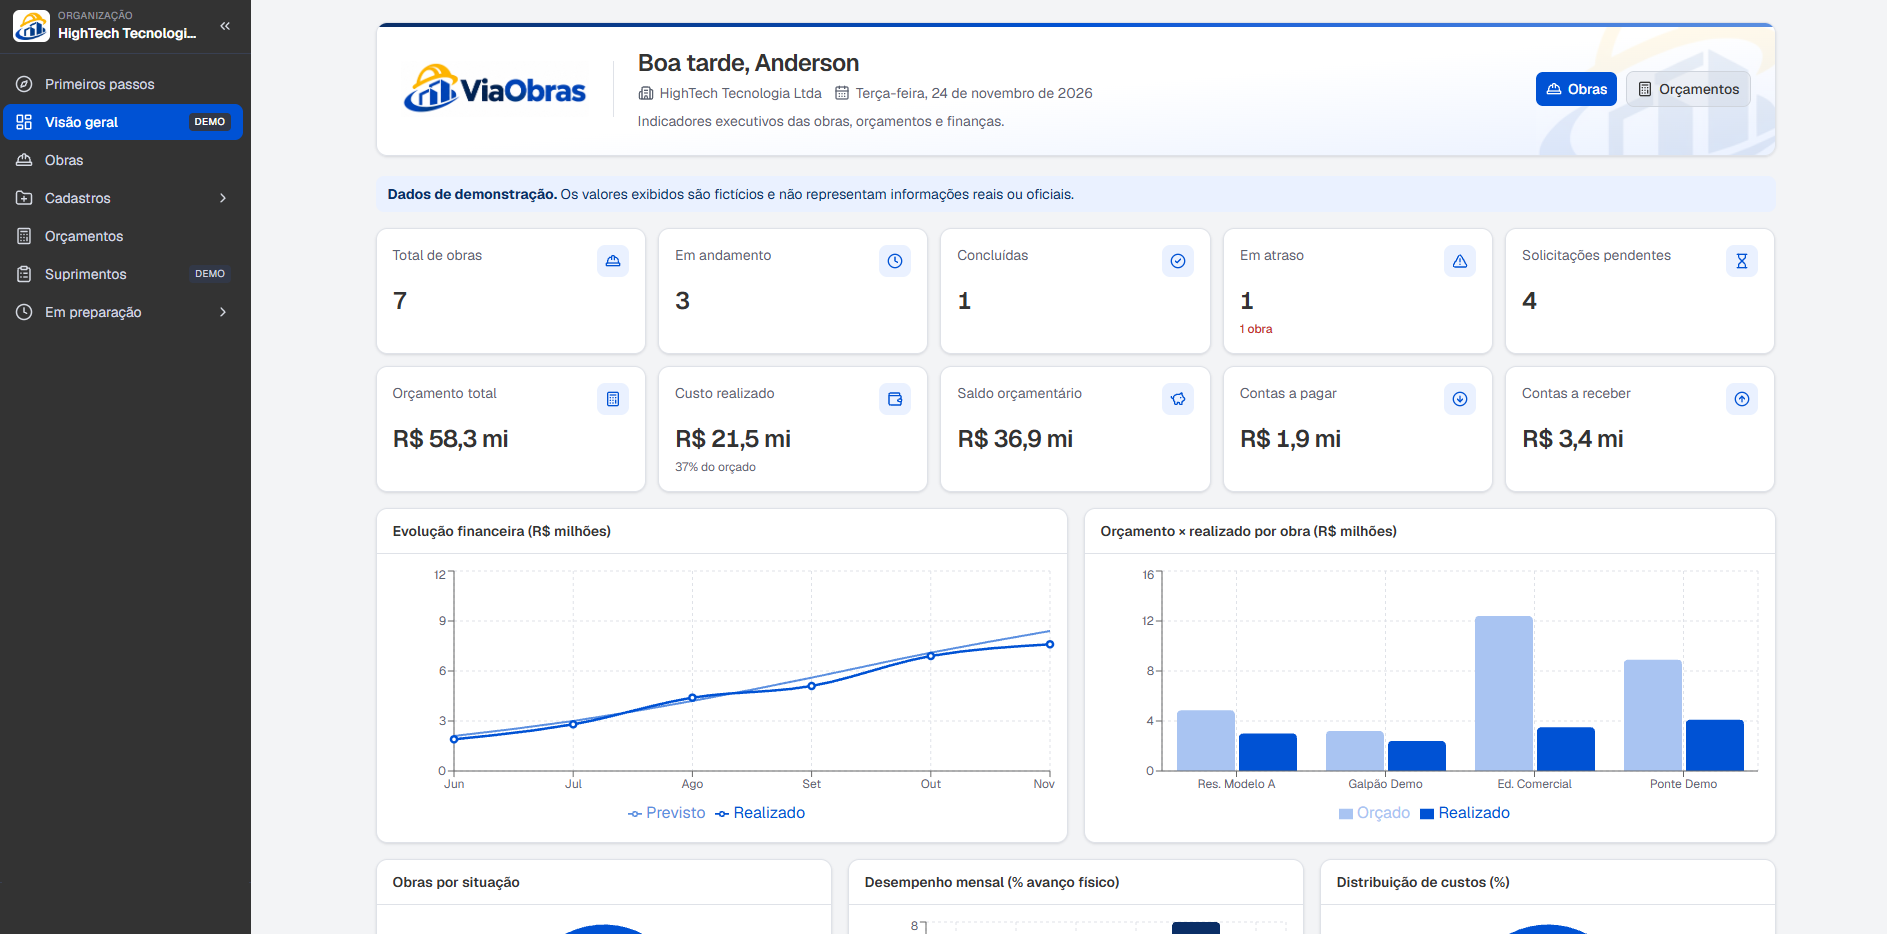 ORGANIZAÇÃO
HighTech Tecnologi...
Primeiros passos
Visão geral DEMO
Obras
Cadastros
Orçamentos
Suprimentos DEMO
Em preparação
ViaObras
Boa tarde, Anderson
HighTech Tecnologia Ltda Terça-feira, 24 de novembro de 2026
Indicadores executivos das obras, orçamentos e finanças.
Obras Orçamentos
Dados de demonstração. Os valores exibidos são fictícios e não representam informações reais ou oficiais.
Total de obras
7
Em andamento
3
Concluídas
1
Em atraso
1
1 obra
Solicitações pendentes
4
Orçamento total
R$ 58,3 mi
Custo realizado
R$ 21,5 mi
37% do orçado
Saldo orçamentário
R$ 36,9 mi
Contas a pagar
R$ 1,9 mi
Contas a receber
R$ 3,4 mi
Evolução financeira (R$ milhões)
12
9
6
3
0
Jun Jul Ago Set Out Nov
Previsto Realizado
Orçamento × realizado por obra (R$ milhões)
16
12
8
4
0
Res. Modelo A Galpão Demo Ed. Comercial Ponte Demo
Orçado Realizado
Obras por situação
Desempenho mensal (% avanço físico)
8
Distribuição de custos (%)